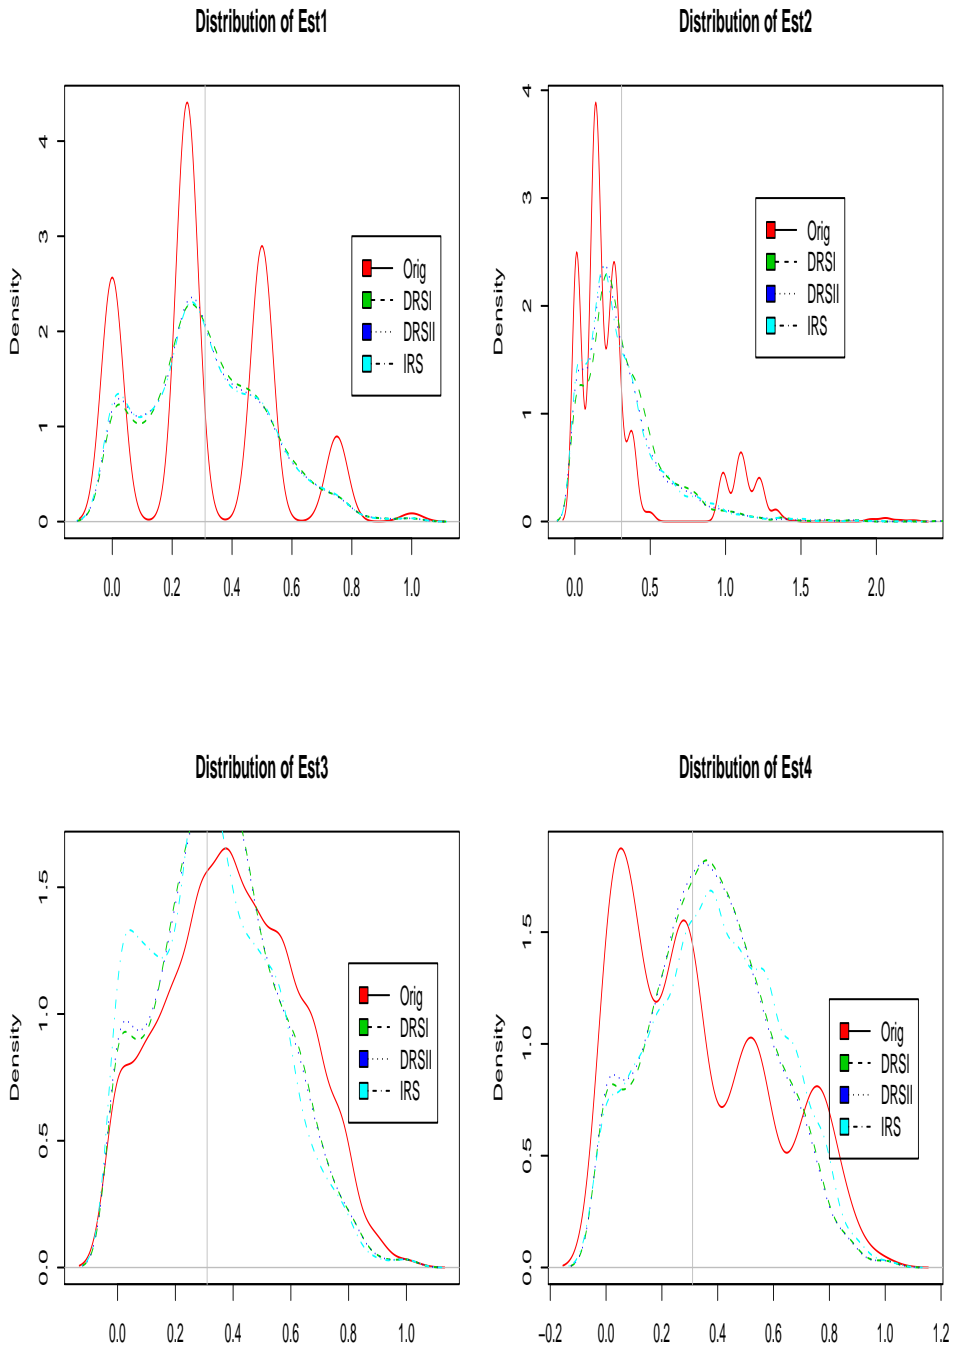 Distribution of Est1
Density
0
1
2
3
4
0.0 0.2 0.4 0.6 0.8 1.0
Orig
DRSI
DRSII
IRS
Distribution of Est2
Density
0
1
2
3
4
0.0 0.5 1.0 1.5 2.0
Orig
DRSI
DRSII
IRS
Distribution of Est3
Density
0.0
0.5
1.0
1.5
0.0 0.2 0.4 0.6 0.8 1.0
Orig
DRSI
DRSII
IRS
Distribution of Est4
Density
0.0
0.5
1.0
1.5
−0.2 0.0 0.2 0.4 0.6 0.8 1.0 1.2
Orig
DRSI
DRSII
IRS